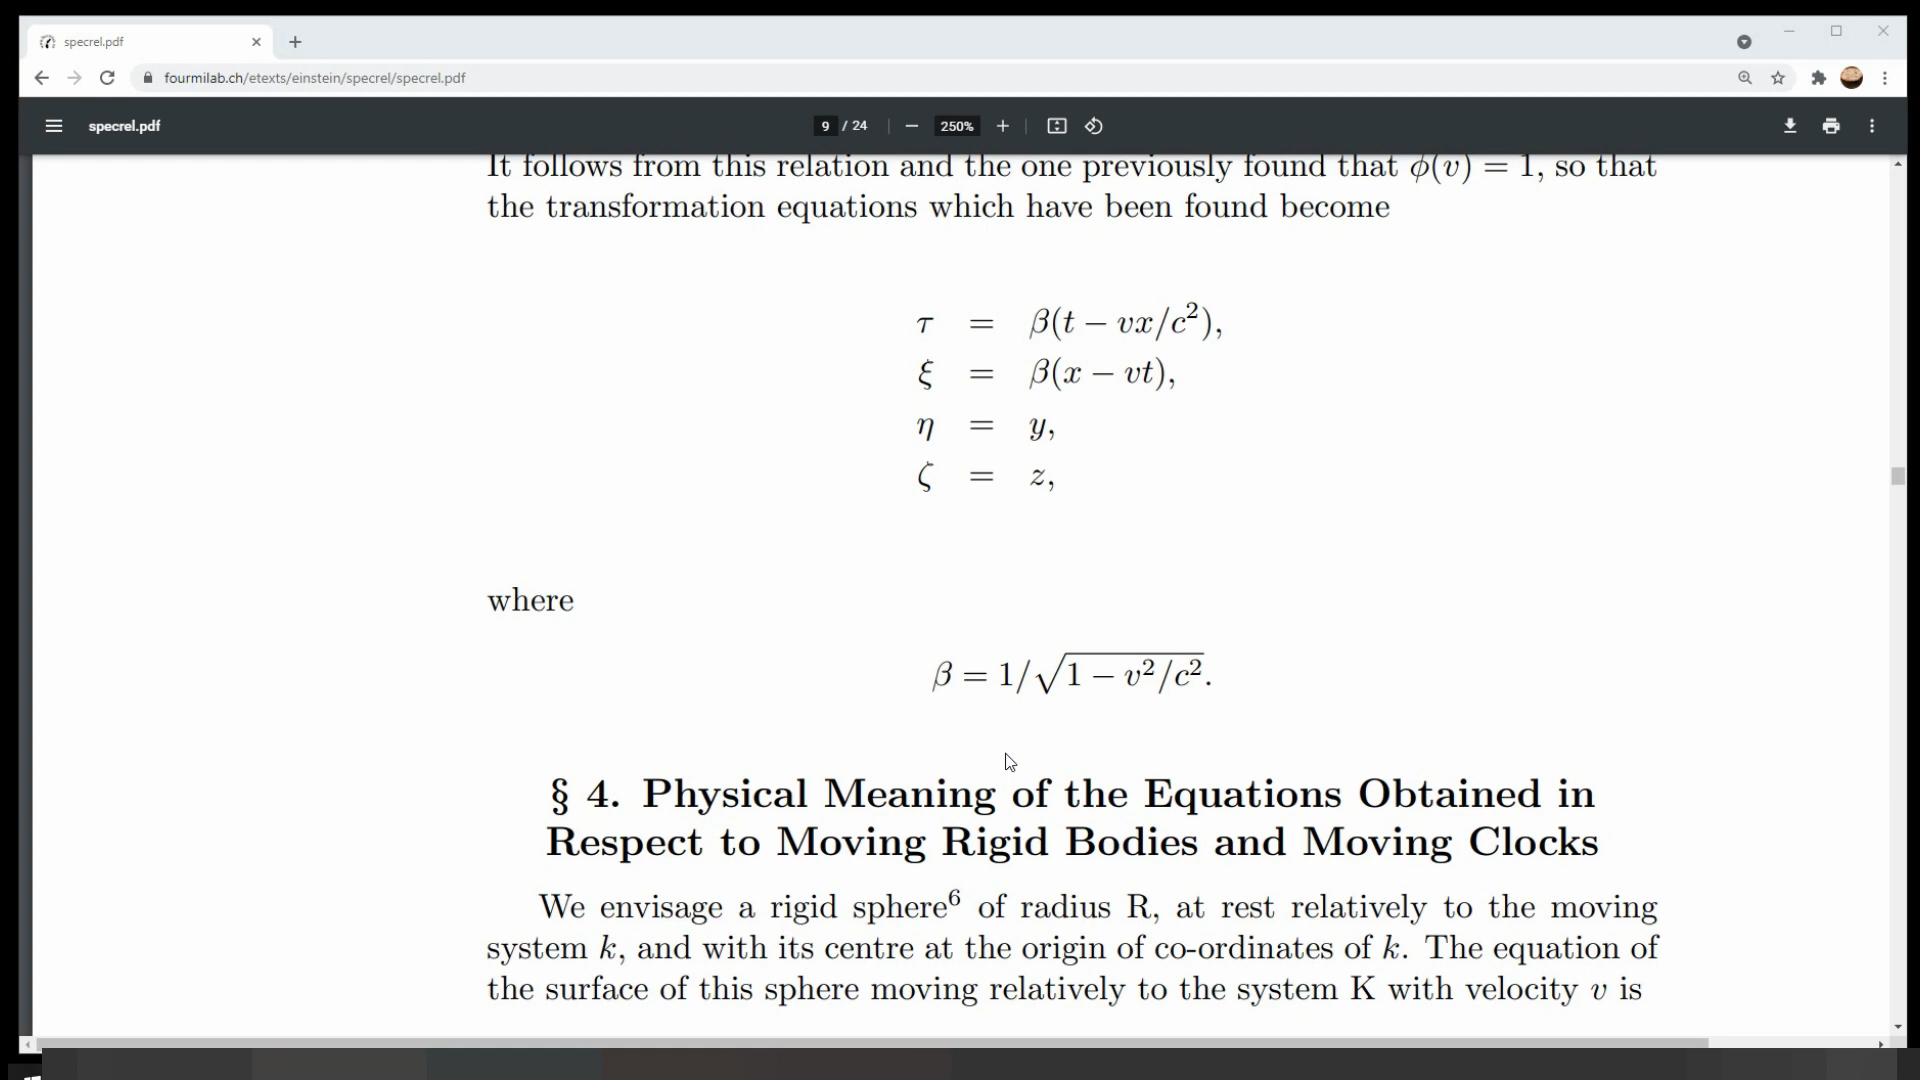 specrel.pdf
fourmilab.ch/etexts/einstein/specrel/specrel.pdf
specrel.pdf
9 / 24
250%
It follows from this relation and the one previously found that ϕ(v) = 1, so that
the transformation equations which have been found become
τ = β(t − vx/c²),
ξ = β(x − vt),
η = y,
ζ = z,
where
β = 1/√1 − v²/c².
§ 4. Physical Meaning of the Equations Obtained in
Respect to Moving Rigid Bodies and Moving Clocks
We envisage a rigid sphere⁶ of radius R, at rest relatively to the moving
system k, and with its centre at the origin of co-ordinates of k. The equation of
the surface of this sphere moving relatively to the system K with velocity v is